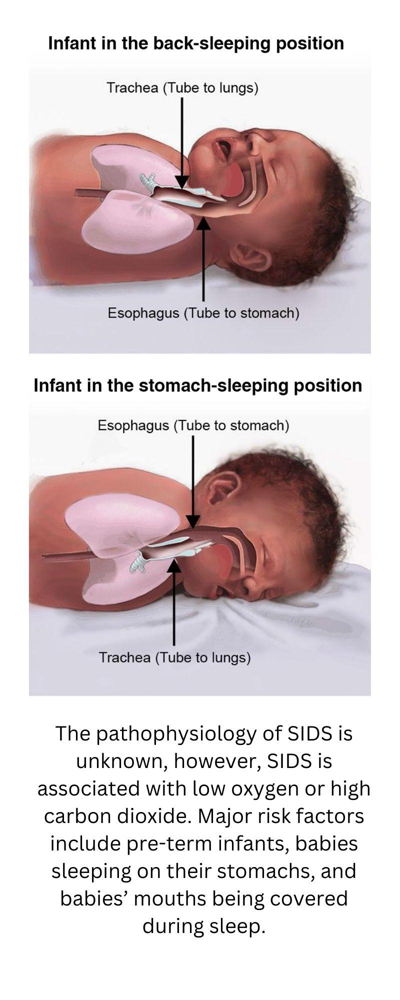 Infant in the back-sleeping position
Trachea (Tube to lungs)
Esophagus (Tube to stomach)
Infant in the stomach-sleeping position
Esophagus (Tube to stomach)
Trachea (Tube to lungs)
The pathophysiology of SIDS is
unknown, however, SIDS is
associated with low oxygen or high
carbon dioxide. Major risk factors
include pre-term infants, babies
sleeping on their stomachs, and
babies’ mouths being covered
during sleep.